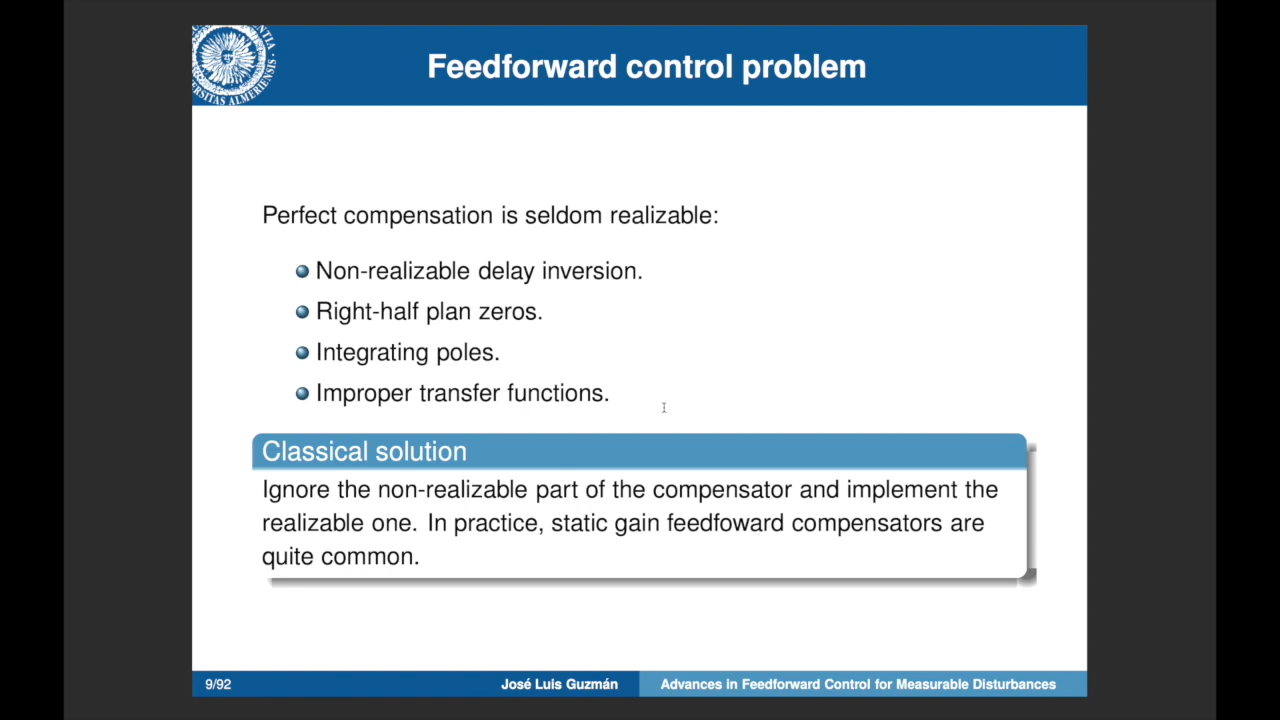 Feedforward control problem
Perfect compensation is seldom realizable:
Non-realizable delay inversion.
Right-half plan zeros.
Integrating poles.
Improper transfer functions.
Classical solution
Ignore the non-realizable part of the compensator and implement the
realizable one. In practice, static gain feedfoward compensators are
quite common.
9/92
José Luis Guzmán
Advances in Feedforward Control for Measurable Disturbances